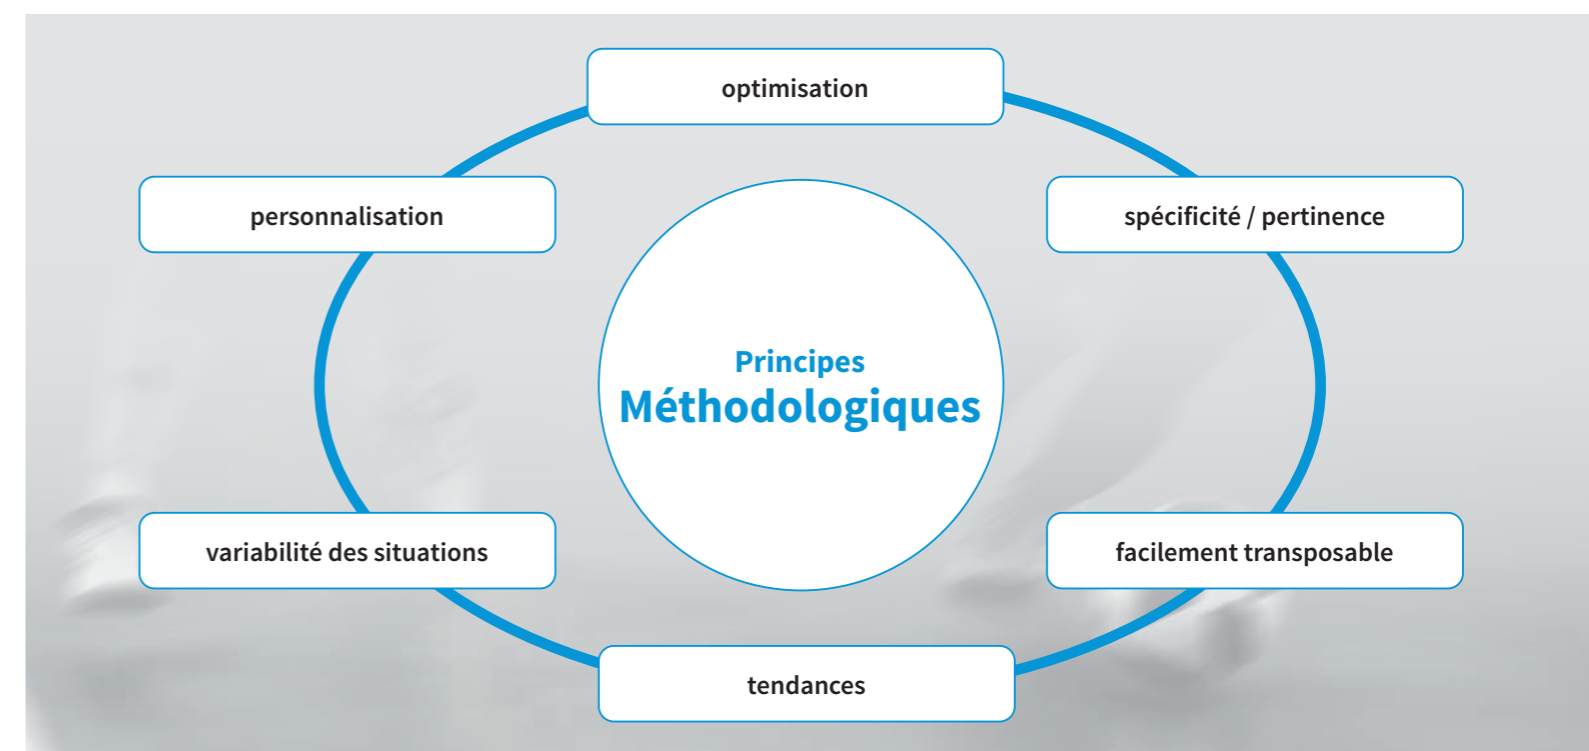 optimisation
personnalisation
spécificité / pertinence
Principes
Méthodologiques
variabilité des situations
facilement transposable
tendances